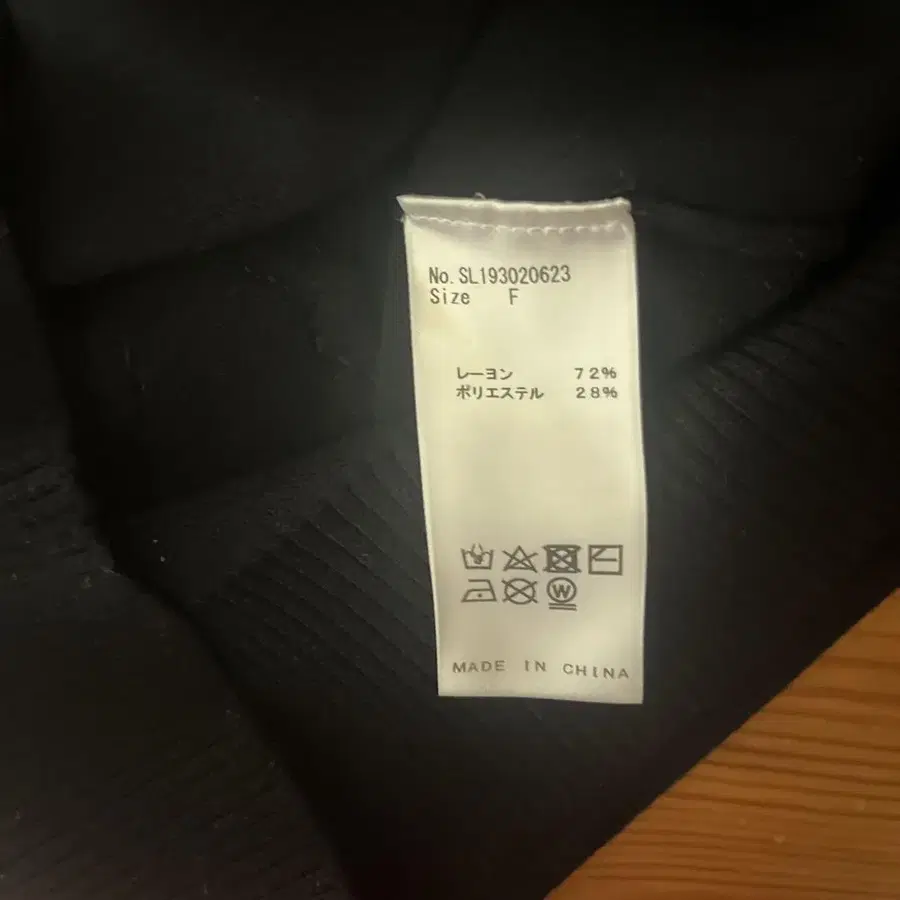 No. SL193020623
Size F
レーヨン 72%
ポリエステル 28%
W
MADE IN CHINA